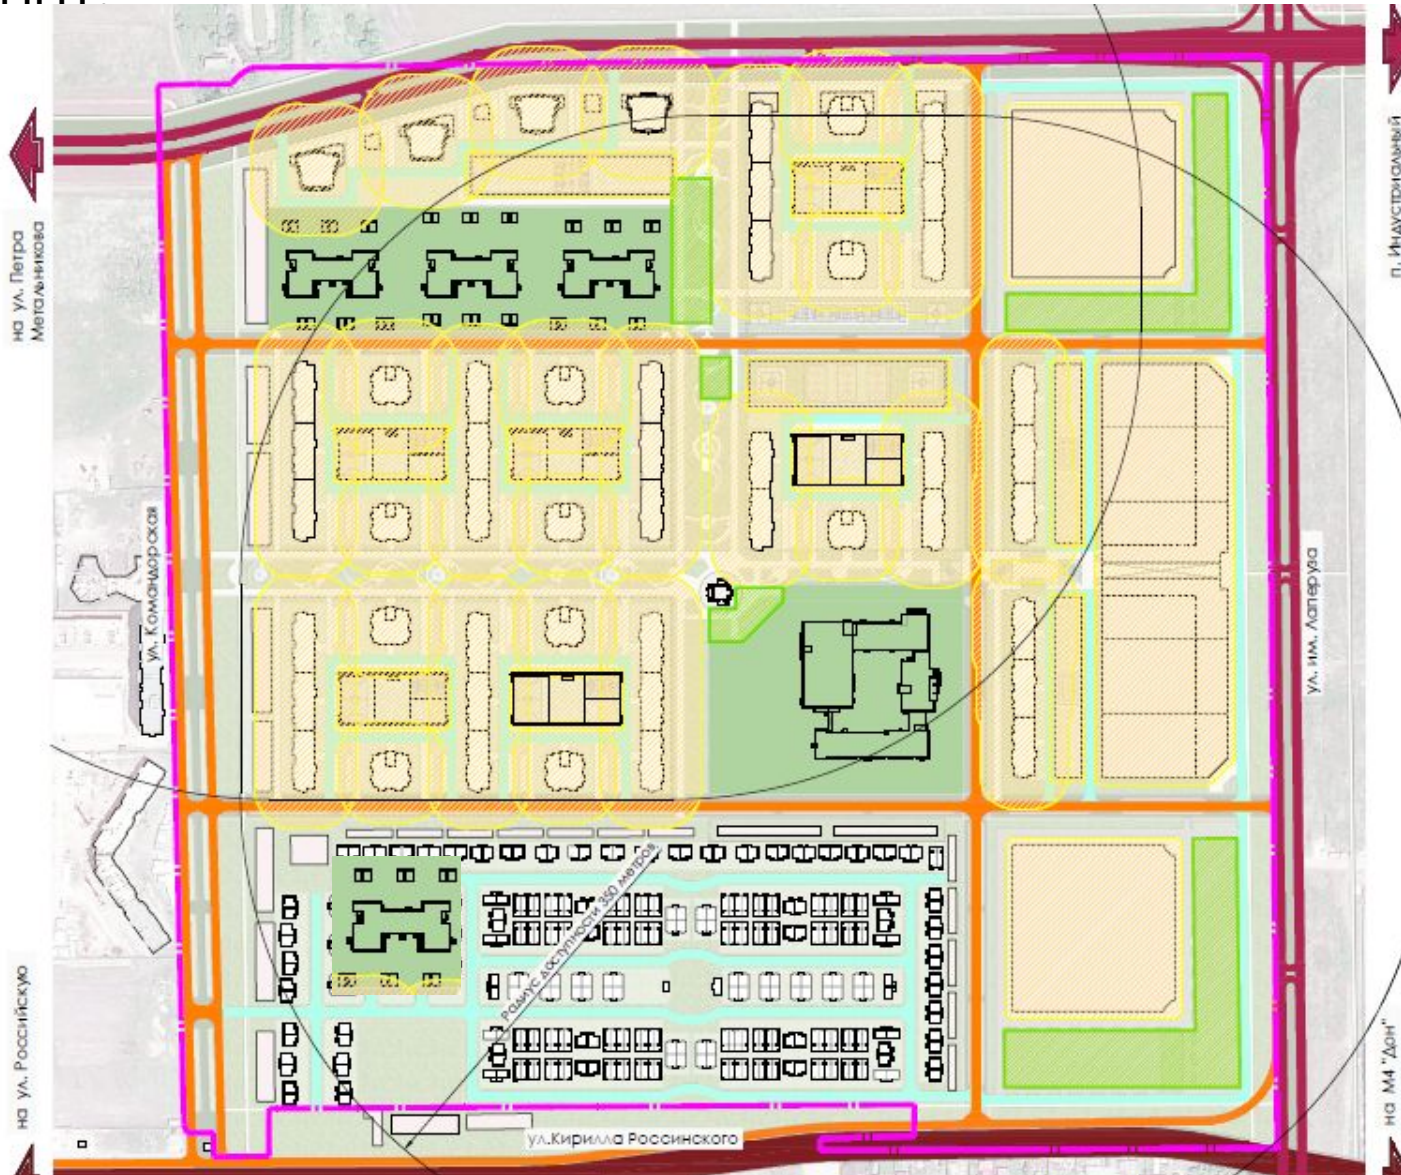 на ул. Петра
Метальникова
п. Индустриальный
ул. Командорская
ул. им. Лаперуза
Радиус доступности 350 метров
на ул. Российскую
на М4 "Дон"
ул.Кирилла Россинского